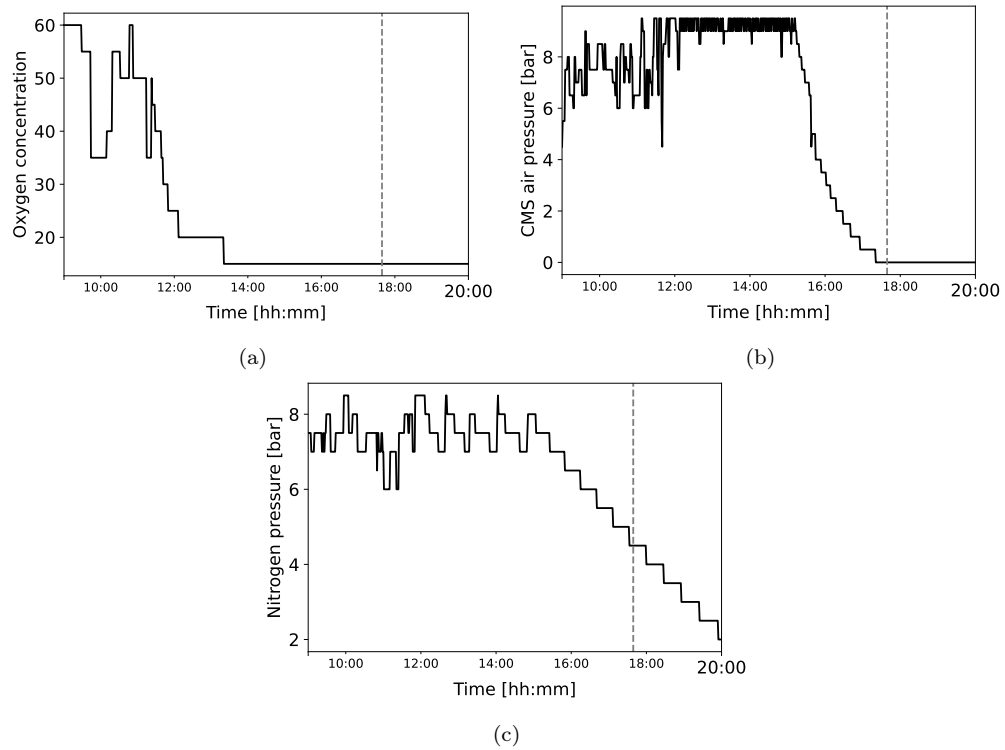 60
50
40
30
20
Oxygen concentration
10:00 12:00 14:00 16:00 18:00 20:00
Time [hh:mm]
(a)
8
6
4
2
0
CMS air pressure [bar]
10:00 12:00 14:00 16:00 18:00 20:00
Time [hh:mm]
(b)
8
6
4
2
Nitrogen pressure [bar]
10:00 12:00 14:00 16:00 18:00 20:00
Time [hh:mm]
(c)